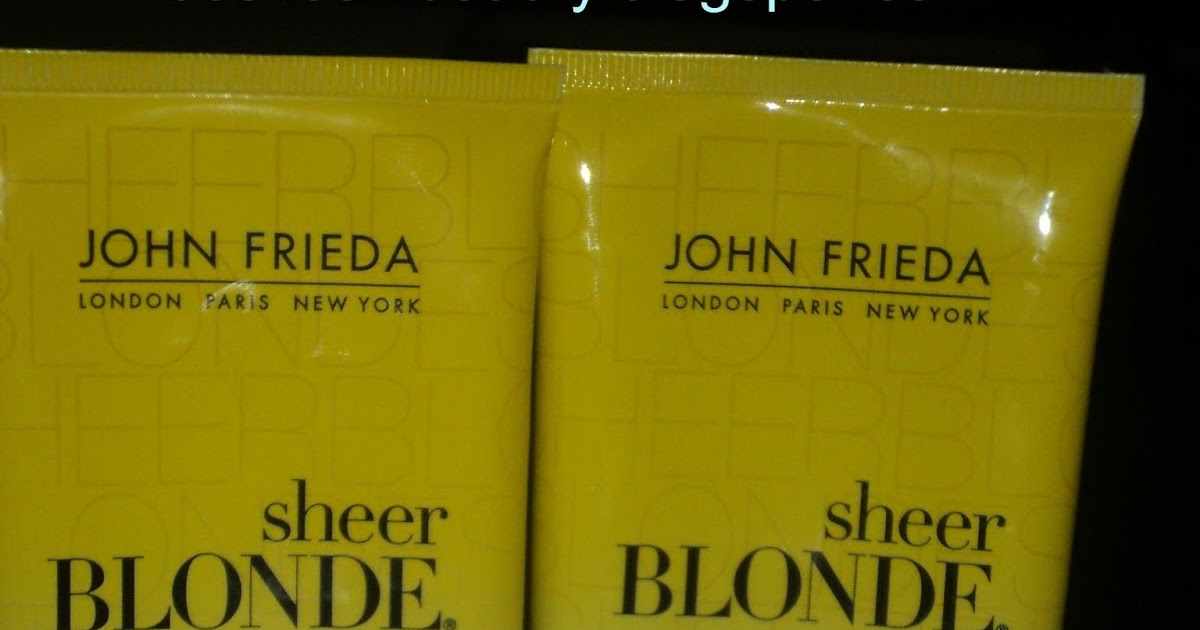 JOHN FRIEDA
LONDON PARIS NEW YORK
sheer
BLONDE®
JOHN FRIEDA
LONDON PARIS NEW YORK
sheer
BLONDE®